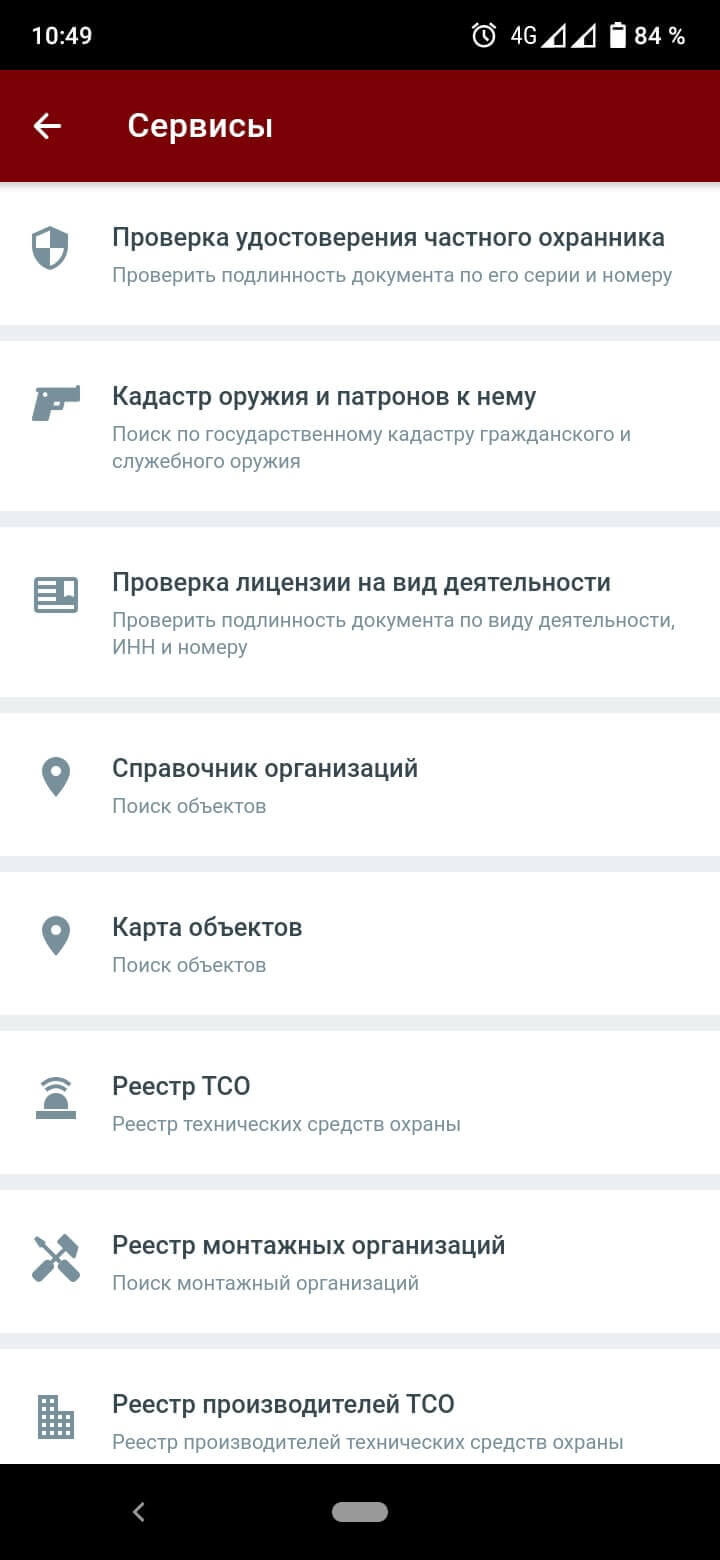 10:49
4G 84 %
Сервисы
Проверка удостоверения частного охранника
Проверить подлинность документа по его серии и номеру
Кадастр оружия и патронов к нему
Поиск по государственному кадастру гражданского и
служебного оружия
Проверка лицензии на вид деятельности
Проверить подлинность документа по виду деятельности,
ИНН и номеру
Справочник организаций
Поиск объектов
Карта объектов
Поиск объектов
Реестр ТСО
Реестр технических средств охраны
Реестр монтажных организаций
Поиск монтажный организаций
Реестр производителей ТСО
Реестр производителей технических средств охраны